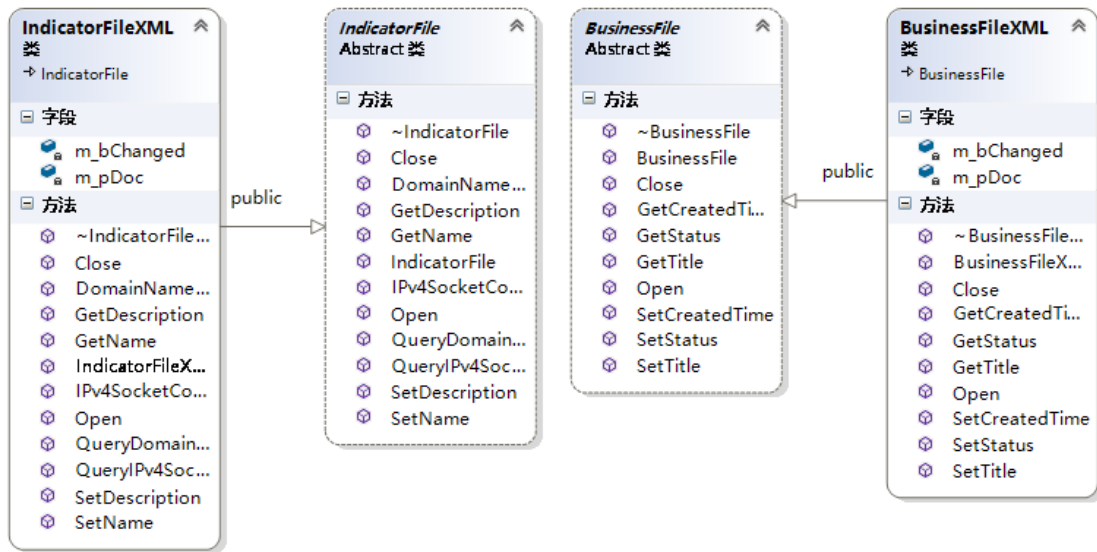 IndicatorFileXML
类
IndicatorFile
字段
m_bChanged
m_pDoc
方法
~IndicatorFile...
Close
DomainName...
GetDescription
GetName
IndicatorFileX...
IPv4SocketCo...
Open
QueryDomain...
QueryIPv4Soc...
SetDescription
SetName
public
IndicatorFile
Abstract 类
方法
~IndicatorFile
Close
DomainName...
GetDescription
GetName
IndicatorFile
IPv4SocketCo...
Open
QueryDomain...
QueryIPv4Soc...
SetDescription
SetName
BusinessFile
Abstract 类
方法
~BusinessFile
BusinessFile
Close
GetCreatedTi...
GetStatus
GetTitle
Open
SetCreatedTime
SetStatus
SetTitle
public
BusinessFileXML
类
BusinessFile
字段
m_bChanged
m_pDoc
方法
~BusinessFile...
BusinessFileX...
Close
GetCreatedTi...
GetStatus
GetTitle
Open
SetCreatedTime
SetStatus
SetTitle